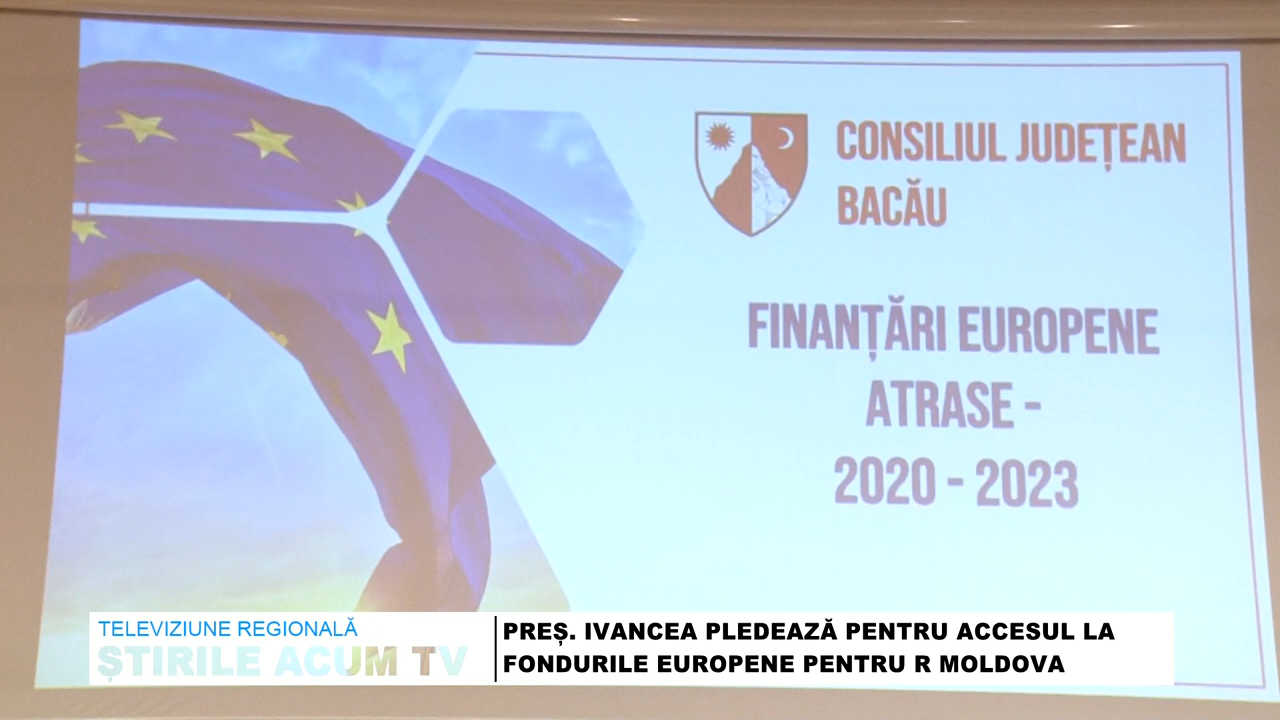 CONSILIUL JUDEȚEAN
BACĂU
FINANȚĂRI EUROPENE
ATRASE -
2020 - 2023
TELEVIZIUNE REGIONALĂ
ȘTIRILE ACUM TV
PREȘ. IVANCEA PLEDEAZĂ PENTRU ACCESUL LA
FONDURILE EUROPENE PENTRU R MOLDOVA